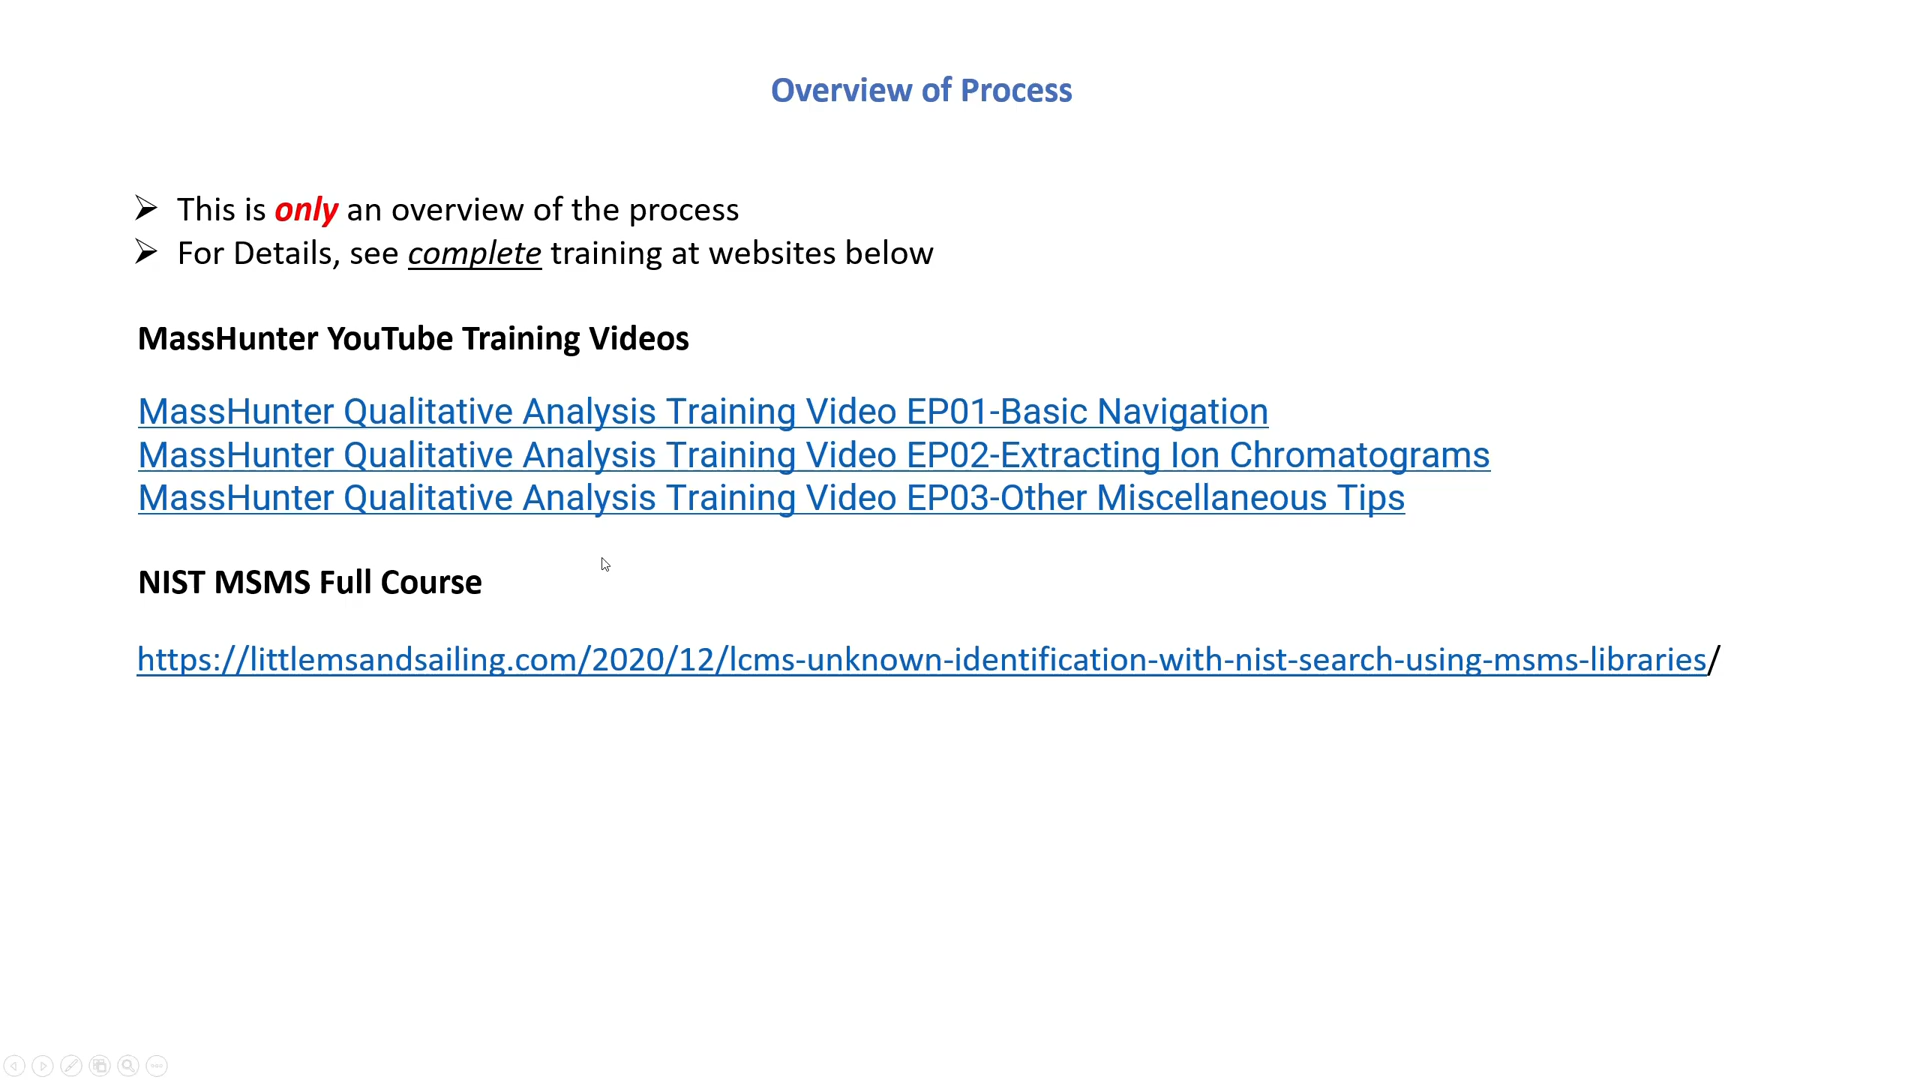 Overview of Process
This is only an overview of the process
For Details, see complete training at websites below
MassHunter YouTube Training Videos
MassHunter Qualitative Analysis Training Video EP01-Basic Navigation
MassHunter Qualitative Analysis Training Video EP02-Extracting Ion Chromatograms
MassHunter Qualitative Analysis Training Video EP03-Other Miscellaneous Tips
NIST MSMS Full Course
https://littlemsandsailing.com/2020/12/lcms-unknown-identification-with-nist-search-using-msms-libraries/